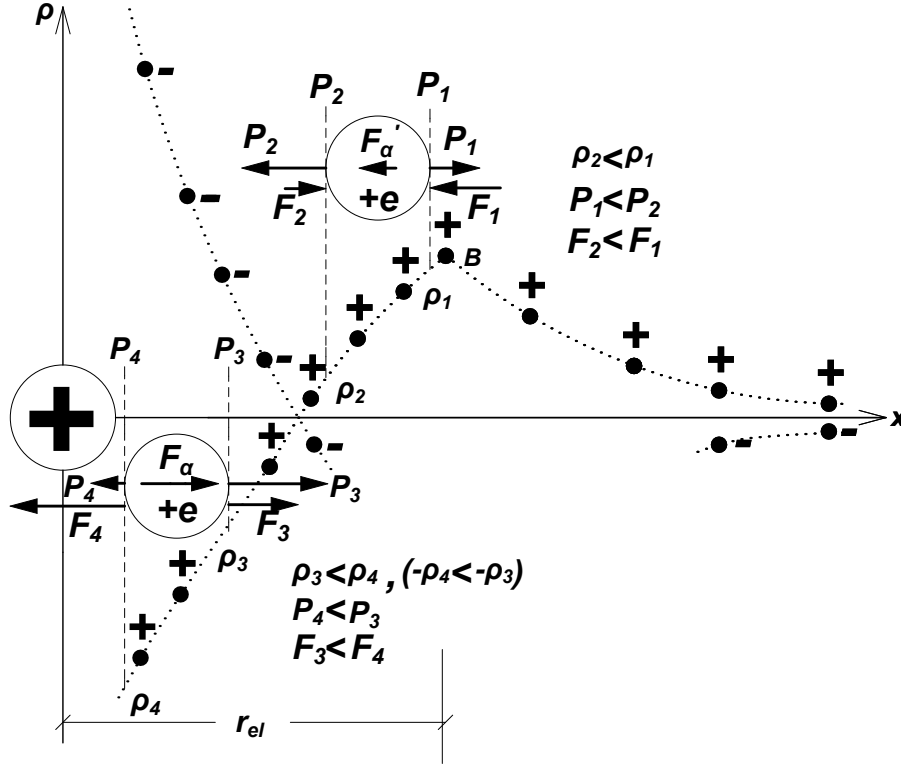 ρ
-
-
P₂
P₁
P₂
Fα'
P₁
F₂
+e
F₁
ρ₂<ρ₁
P₁<P₂
F₂<F₁
+
+
B
+
ρ₁
-
+
+
+
+
+
P₄
P₃
-
+
ρ₂
+
x
+
-
-
-
P₄
Fα
P₃
F₄
+e
F₃
+
ρ₃
ρ₃<ρ₄ , (-ρ₄<-ρ₃)
P₄<P₃
F₃<F₄
+
ρ₄
r_el